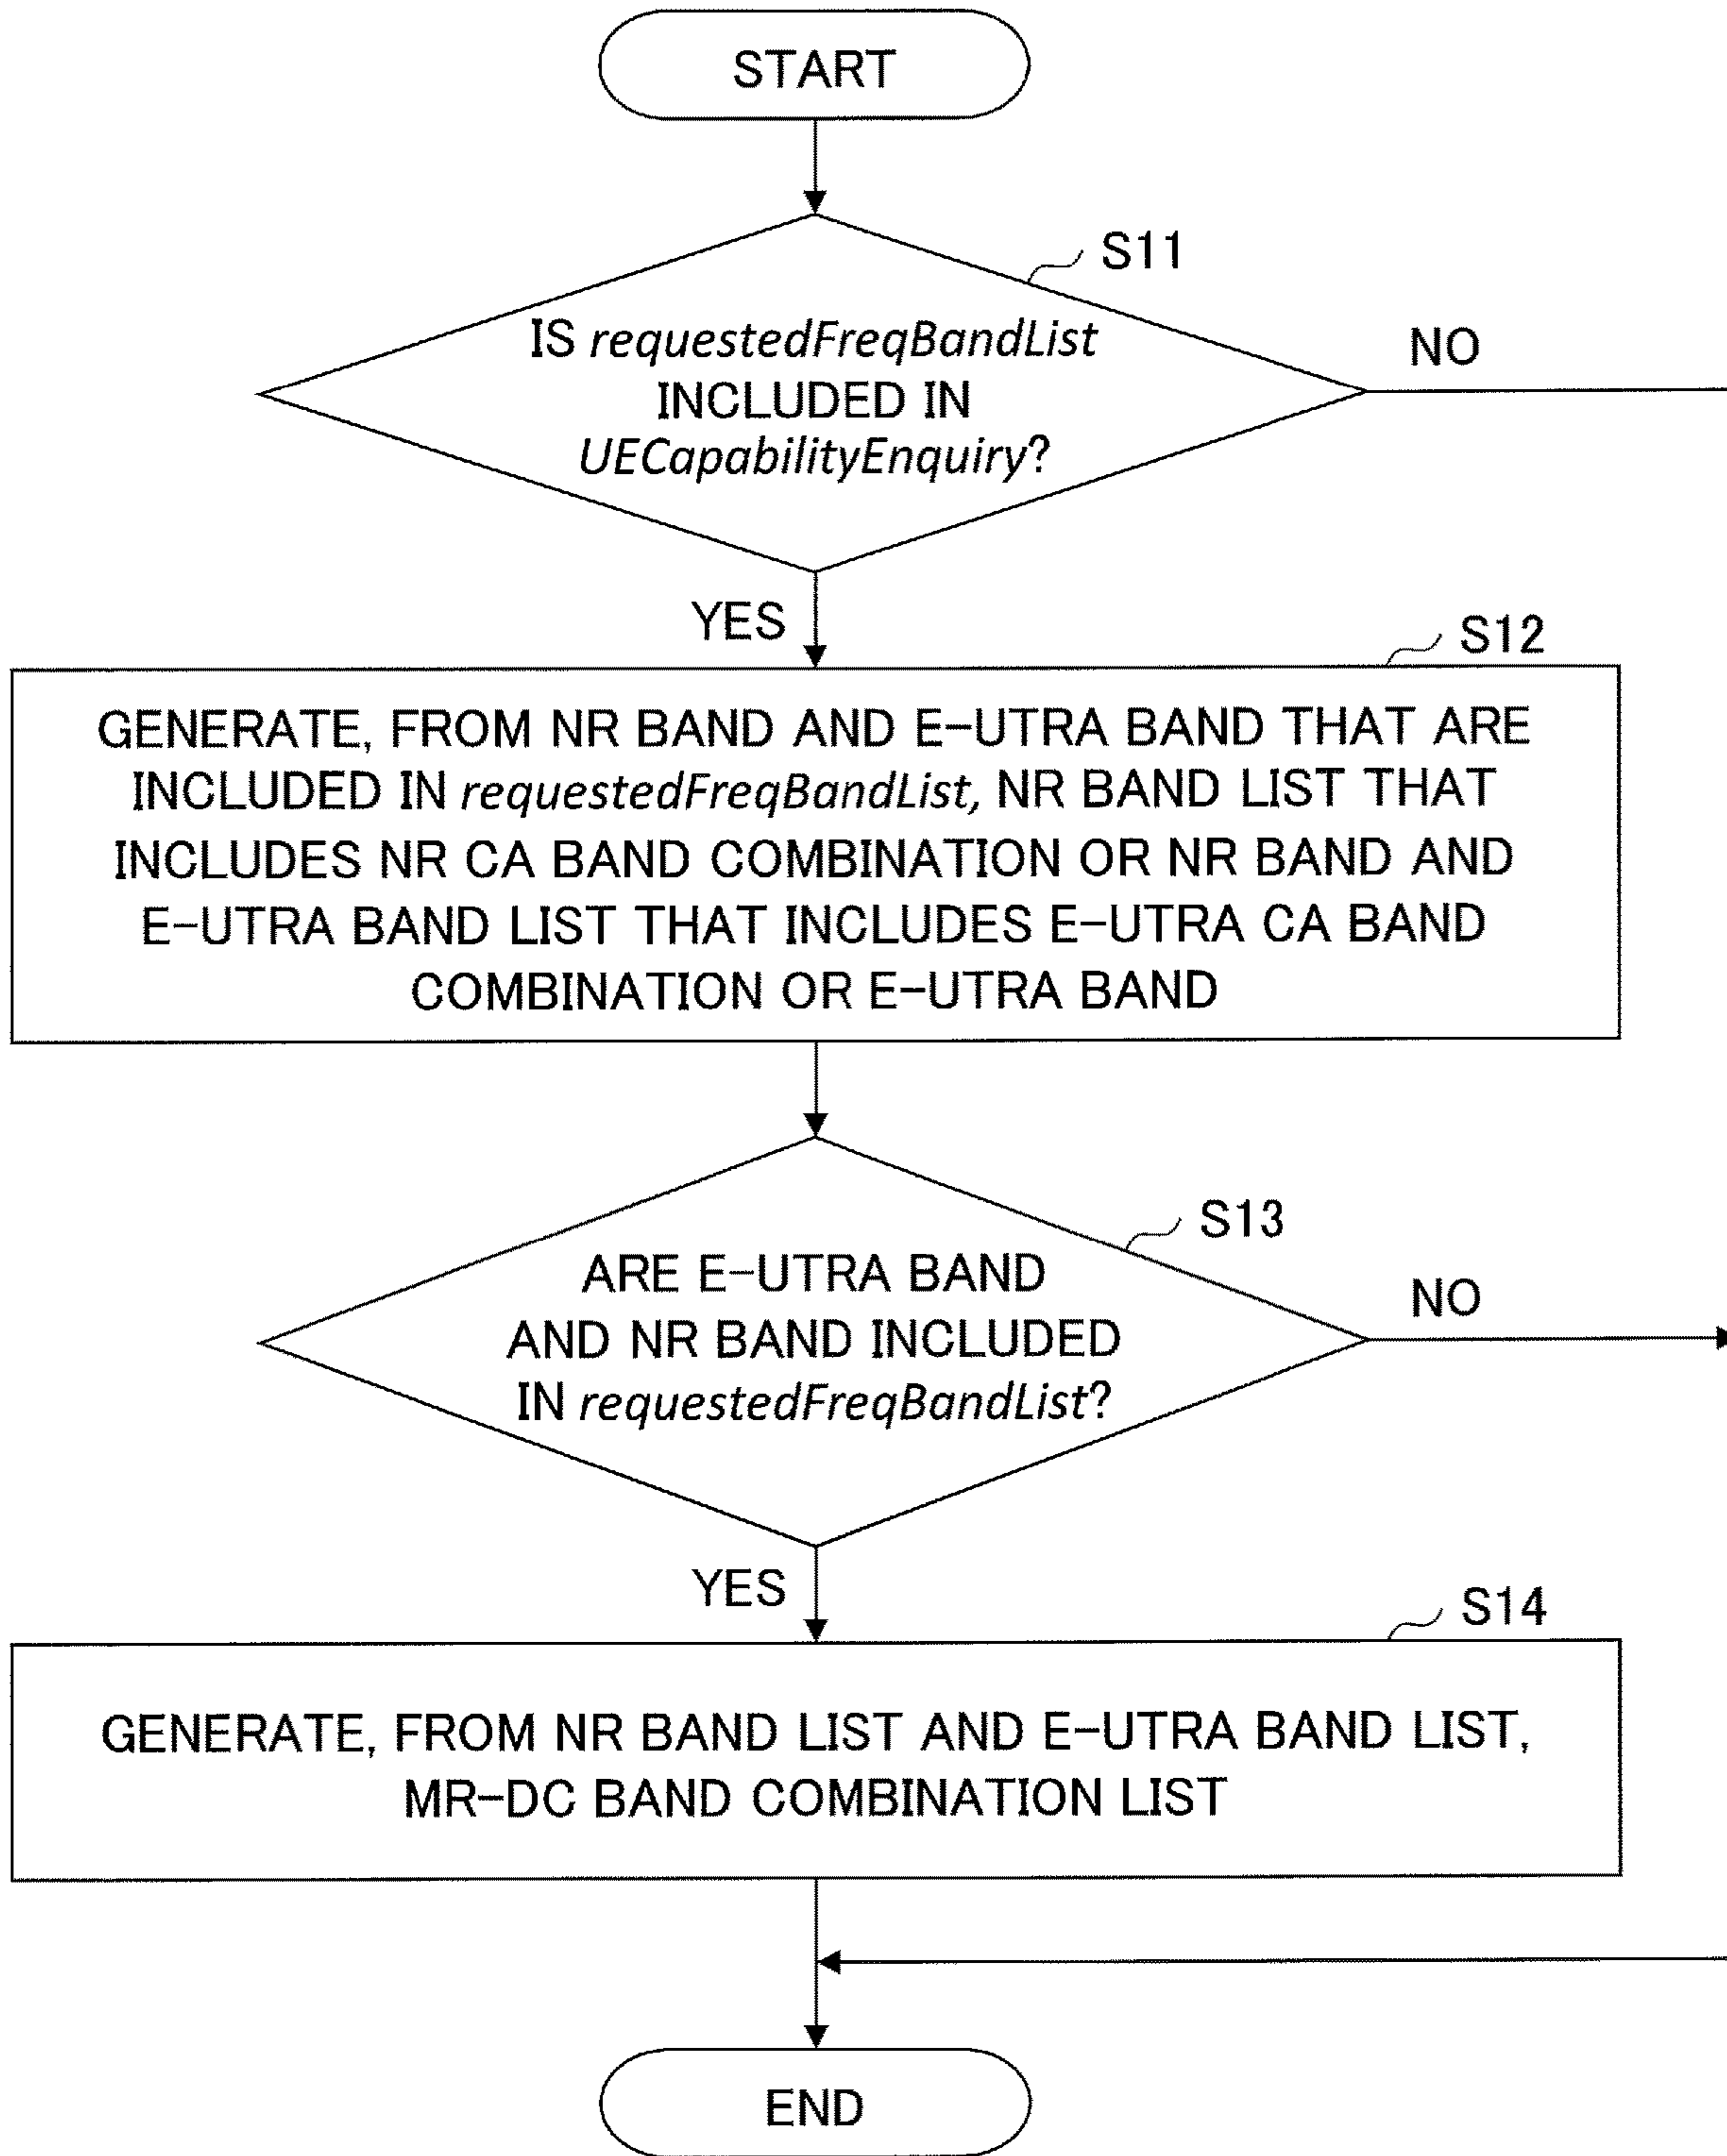 START
S11
IS requestedFreqBandList
INCLUDED IN
UECapabilityEnquiry?
NO
YES
S12
GENERATE, FROM NR BAND AND E-UTRA BAND THAT ARE
INCLUDED IN requestedFreqBandList, NR BAND LIST THAT
INCLUDES NR CA BAND COMBINATION OR NR BAND AND
E-UTRA BAND LIST THAT INCLUDES E-UTRA CA BAND
COMBINATION OR E-UTRA BAND
S13
ARE E-UTRA BAND
AND NR BAND INCLUDED
IN requestedFreqBandList?
NO
YES
S14
GENERATE, FROM NR BAND LIST AND E-UTRA BAND LIST,
MR-DC BAND COMBINATION LIST
END